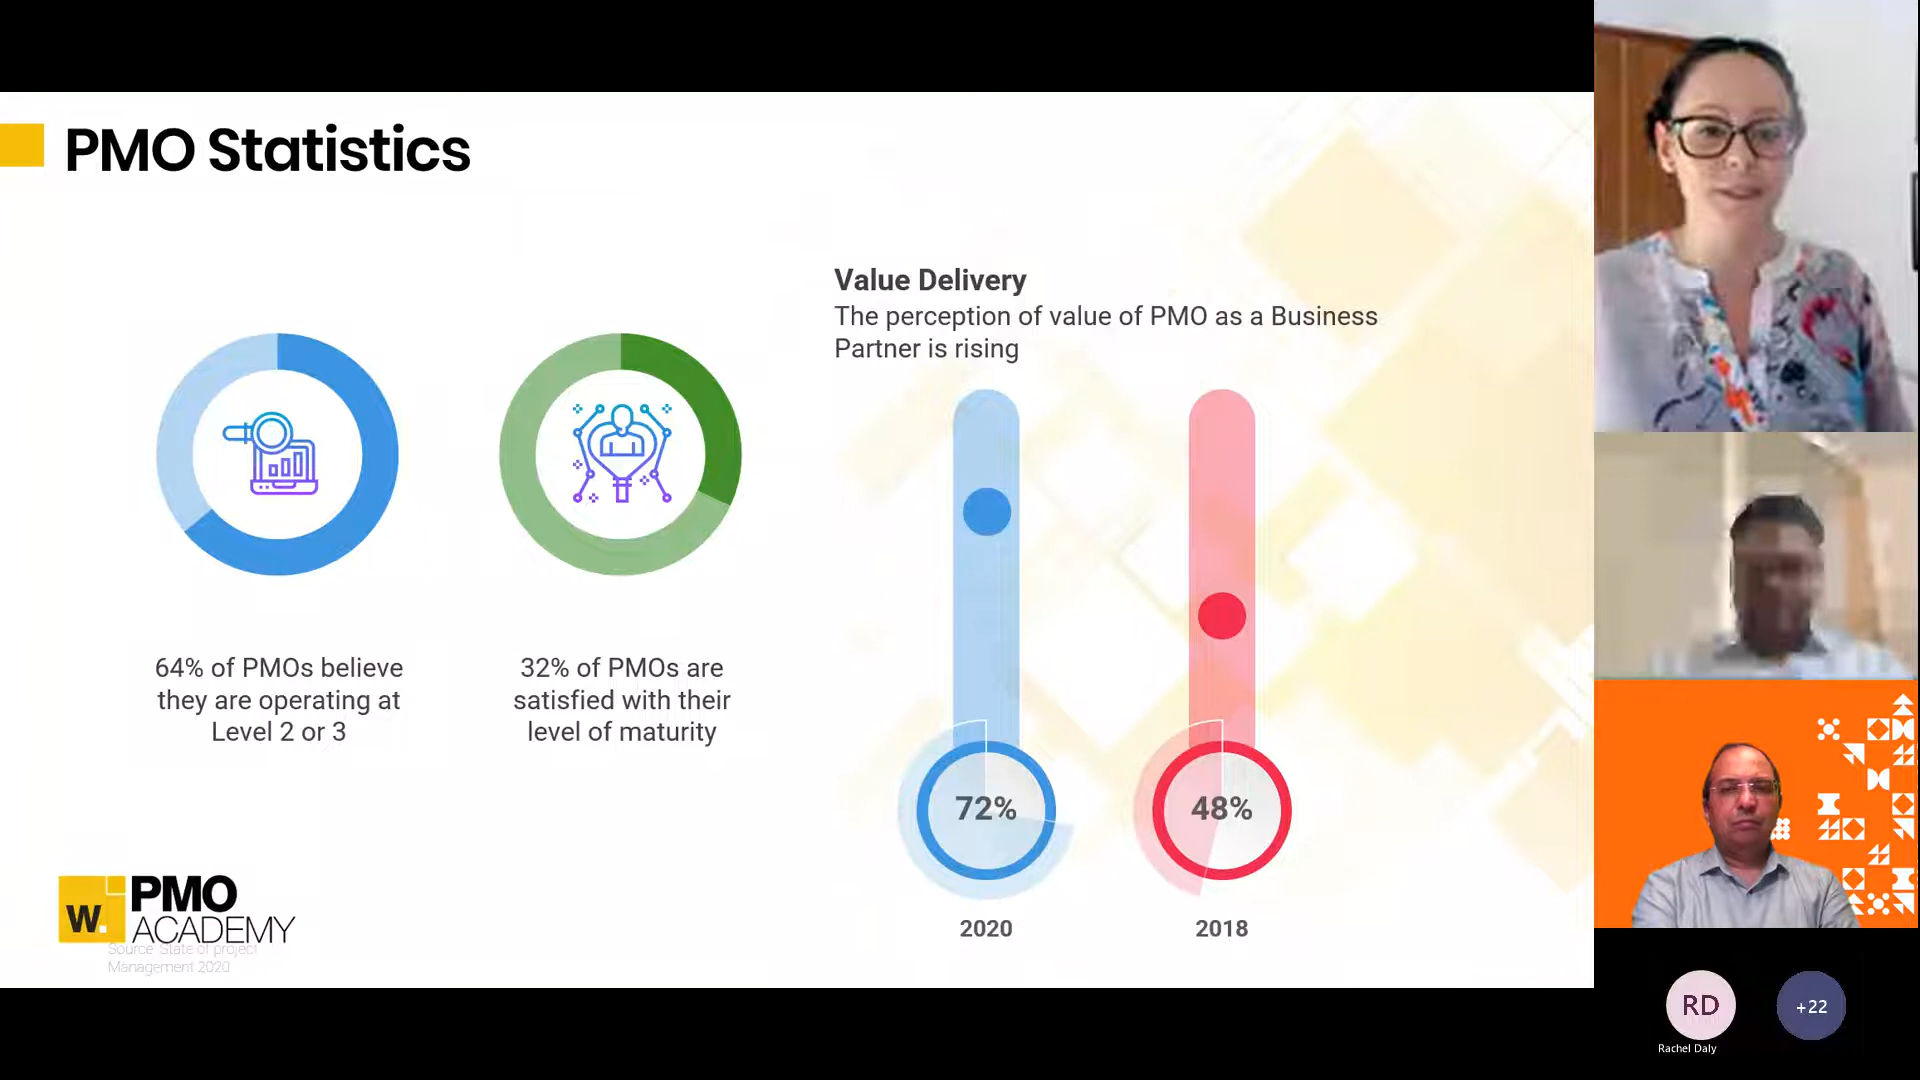 PMO Statistics
Value Delivery
The perception of value of PMO as a Business
Partner is rising
64% of PMOs believe
they are operating at
Level 2 or 3
32% of PMOs are
satisfied with their
level of maturity
72%
48%
2020
2018
W.
PMO
ACADEMY
Source: State of project
Management 2020
RD
+22
Rachel Daly